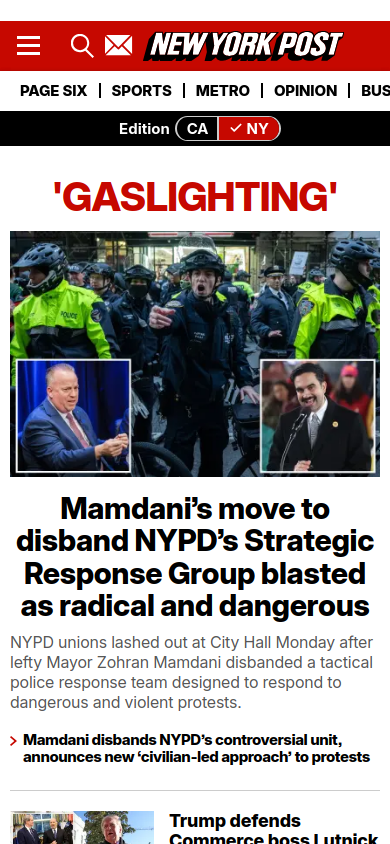 NEW YORK POST
PAGE SIX
SPORTS
METRO
OPINION
BUS
Edition CA NY
'GASLIGHTING'
Mamdani's move to
disband NYPD's Strategic
Response Group blasted
as radical and dangerous
NYPD unions lashed out at City Hall Monday after
lefty Mayor Zohran Mamdani disbanded a tactical
police response team designed to respond to
dangerous and violent protests.
Mamdani disbands NYPD's controversial unit,
announces new ‘civilian-led approach’ to protests
Trump defends
Commerce boss Lutnick